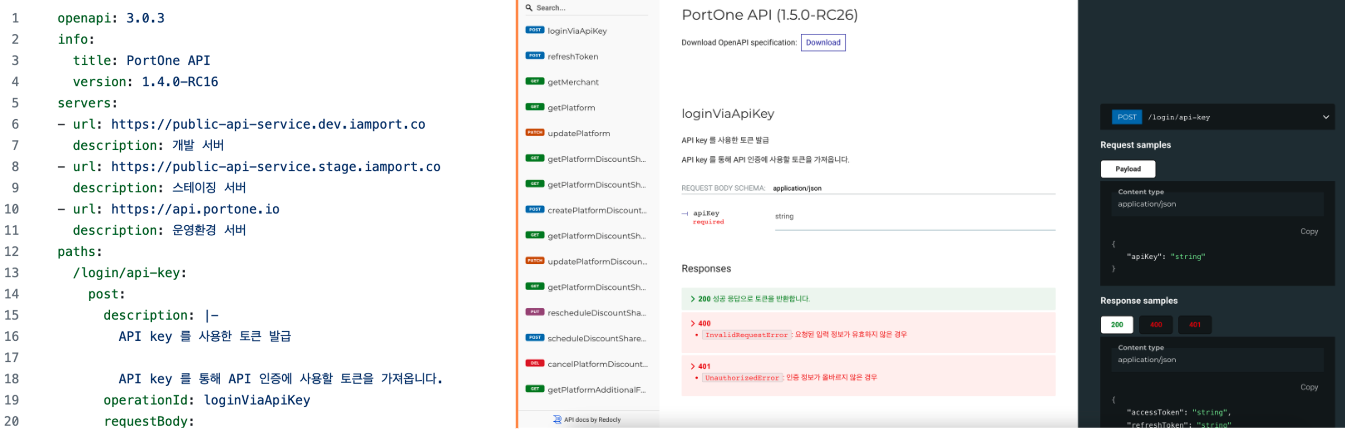 1 openapi: 3.0.3
2 info:
3 title: PortOne API
4 version: 1.4.0-RC16
5 servers:
6 - url: https://public-api-service.dev.iamport.co
7 description: 개발 서버
8 - url: https://public-api-service.stage.iamport.co
9 description: 스테이징 서버
10 - url: https://api.portone.io
11 description: 운영환경 서버
12 paths:
13 /login/api-key:
14 post:
15 description: |-
16 API key 를 사용한 토큰 발급
17
18 API key 를 통해 API 인증에 사용할 토큰을 가져옵니다.
19 operationId: loginViaApiKey
20 requestBody:
Search...
POST loginViaApiKey
POST refreshToken
GET getMerchant
GET getPlatform
PATCH updatePlatform
GET getPlatformDiscountSh...
GET getPlatformDiscountSh...
POST createPlatformDiscount...
GET getPlatformDiscountSh...
PATCH updatePlatformDiscoun...
GET getPlatformDiscountSh...
PUT rescheduleDiscountSha...
POST scheduleDiscountShare...
DEL cancelPlatformDiscount...
GET getPlatformAdditionalF...
API docs by Redocly
PortOne API (1.5.0-RC26)
Download OpenAPI specification: Download
loginViaApiKey
API key 를 사용한 토큰 발급
API key 를 통해 API 인증에 사용할 토큰을 가져옵니다.
REQUEST BODY SCHEMA: application/json
apiKey
required
string
Responses
200 성공 응답으로 토큰을 반환합니다.
400
• InvalidRequestError: 요청된 입력 정보가 유효하지 않은 경우
401
• UnauthorizedError: 인증 정보가 올바르지 않은 경우
POST /login/api-key
Request samples
Payload
Content type
application/json
Copy
{
"apiKey": "string"
}
Response samples
200 400 401
Content type
application/json
Copy
{
"accessToken": "string",
"refreshToken": "string"